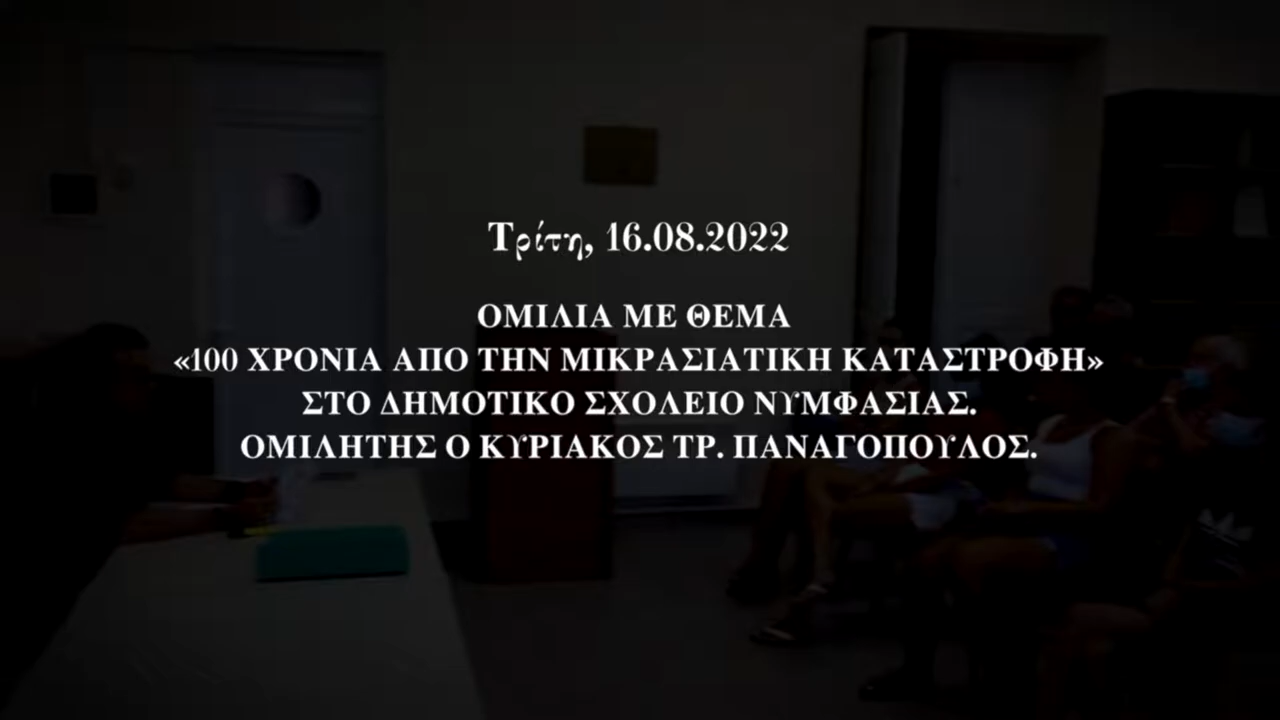 Τρίτη, 16.08.2022
ΟΜΙΛΙΑ ΜΕ ΘΕΜΑ
«100 ΧΡΟΝΙΑ ΑΠΟ ΤΗΝ ΜΙΚΡΑΣΙΑΤΙΚΗ ΚΑΤΑΣΤΡΟΦΗ»
ΣΤΟ ΔΗΜΟΤΙΚΟ ΣΧΟΛΕΙΟ ΝΥΜΦΑΣΙΑΣ.
ΟΜΙΛΗΤΗΣ Ο ΚΥΡΙΑΚΟΣ ΤΡ. ΠΑΝΑΓΟΠΟΥΛΟΣ.